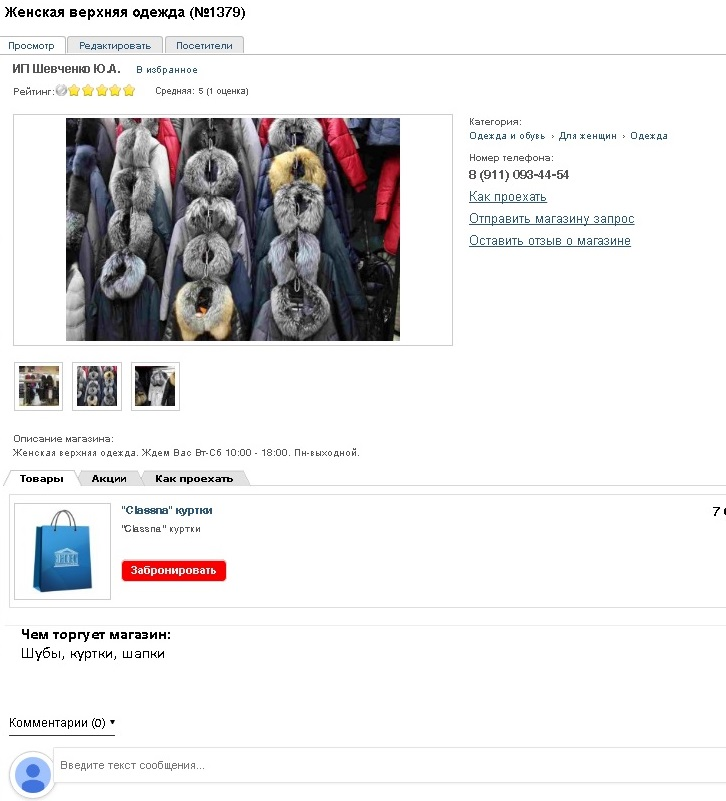 Женская верхняя одежда (№1379)
Просмотр Редактировать Посетители
ИП Шевченко Ю.А. В избранное
Рейтинг: Средняя: 5 (1 оценка)
Категория:
Одежда и обувь › Для женщин › Одежда
Номер телефона:
8 (911) 093-44-54
Как проехать
Отправить магазину запрос
Оставить отзыв о магазине
Описание магазина:
Женская верхняя одежда. Ждем Вас Вт-Сб 10:00 - 18:00. Пн-выходной.
Товары Акции Как проехать
"Classna" куртки
7
"Classna" куртки
Забронировать
Чем торгует магазин:
Шубы, куртки, шапки
Комментарии (0)
Введите текст сообщения...